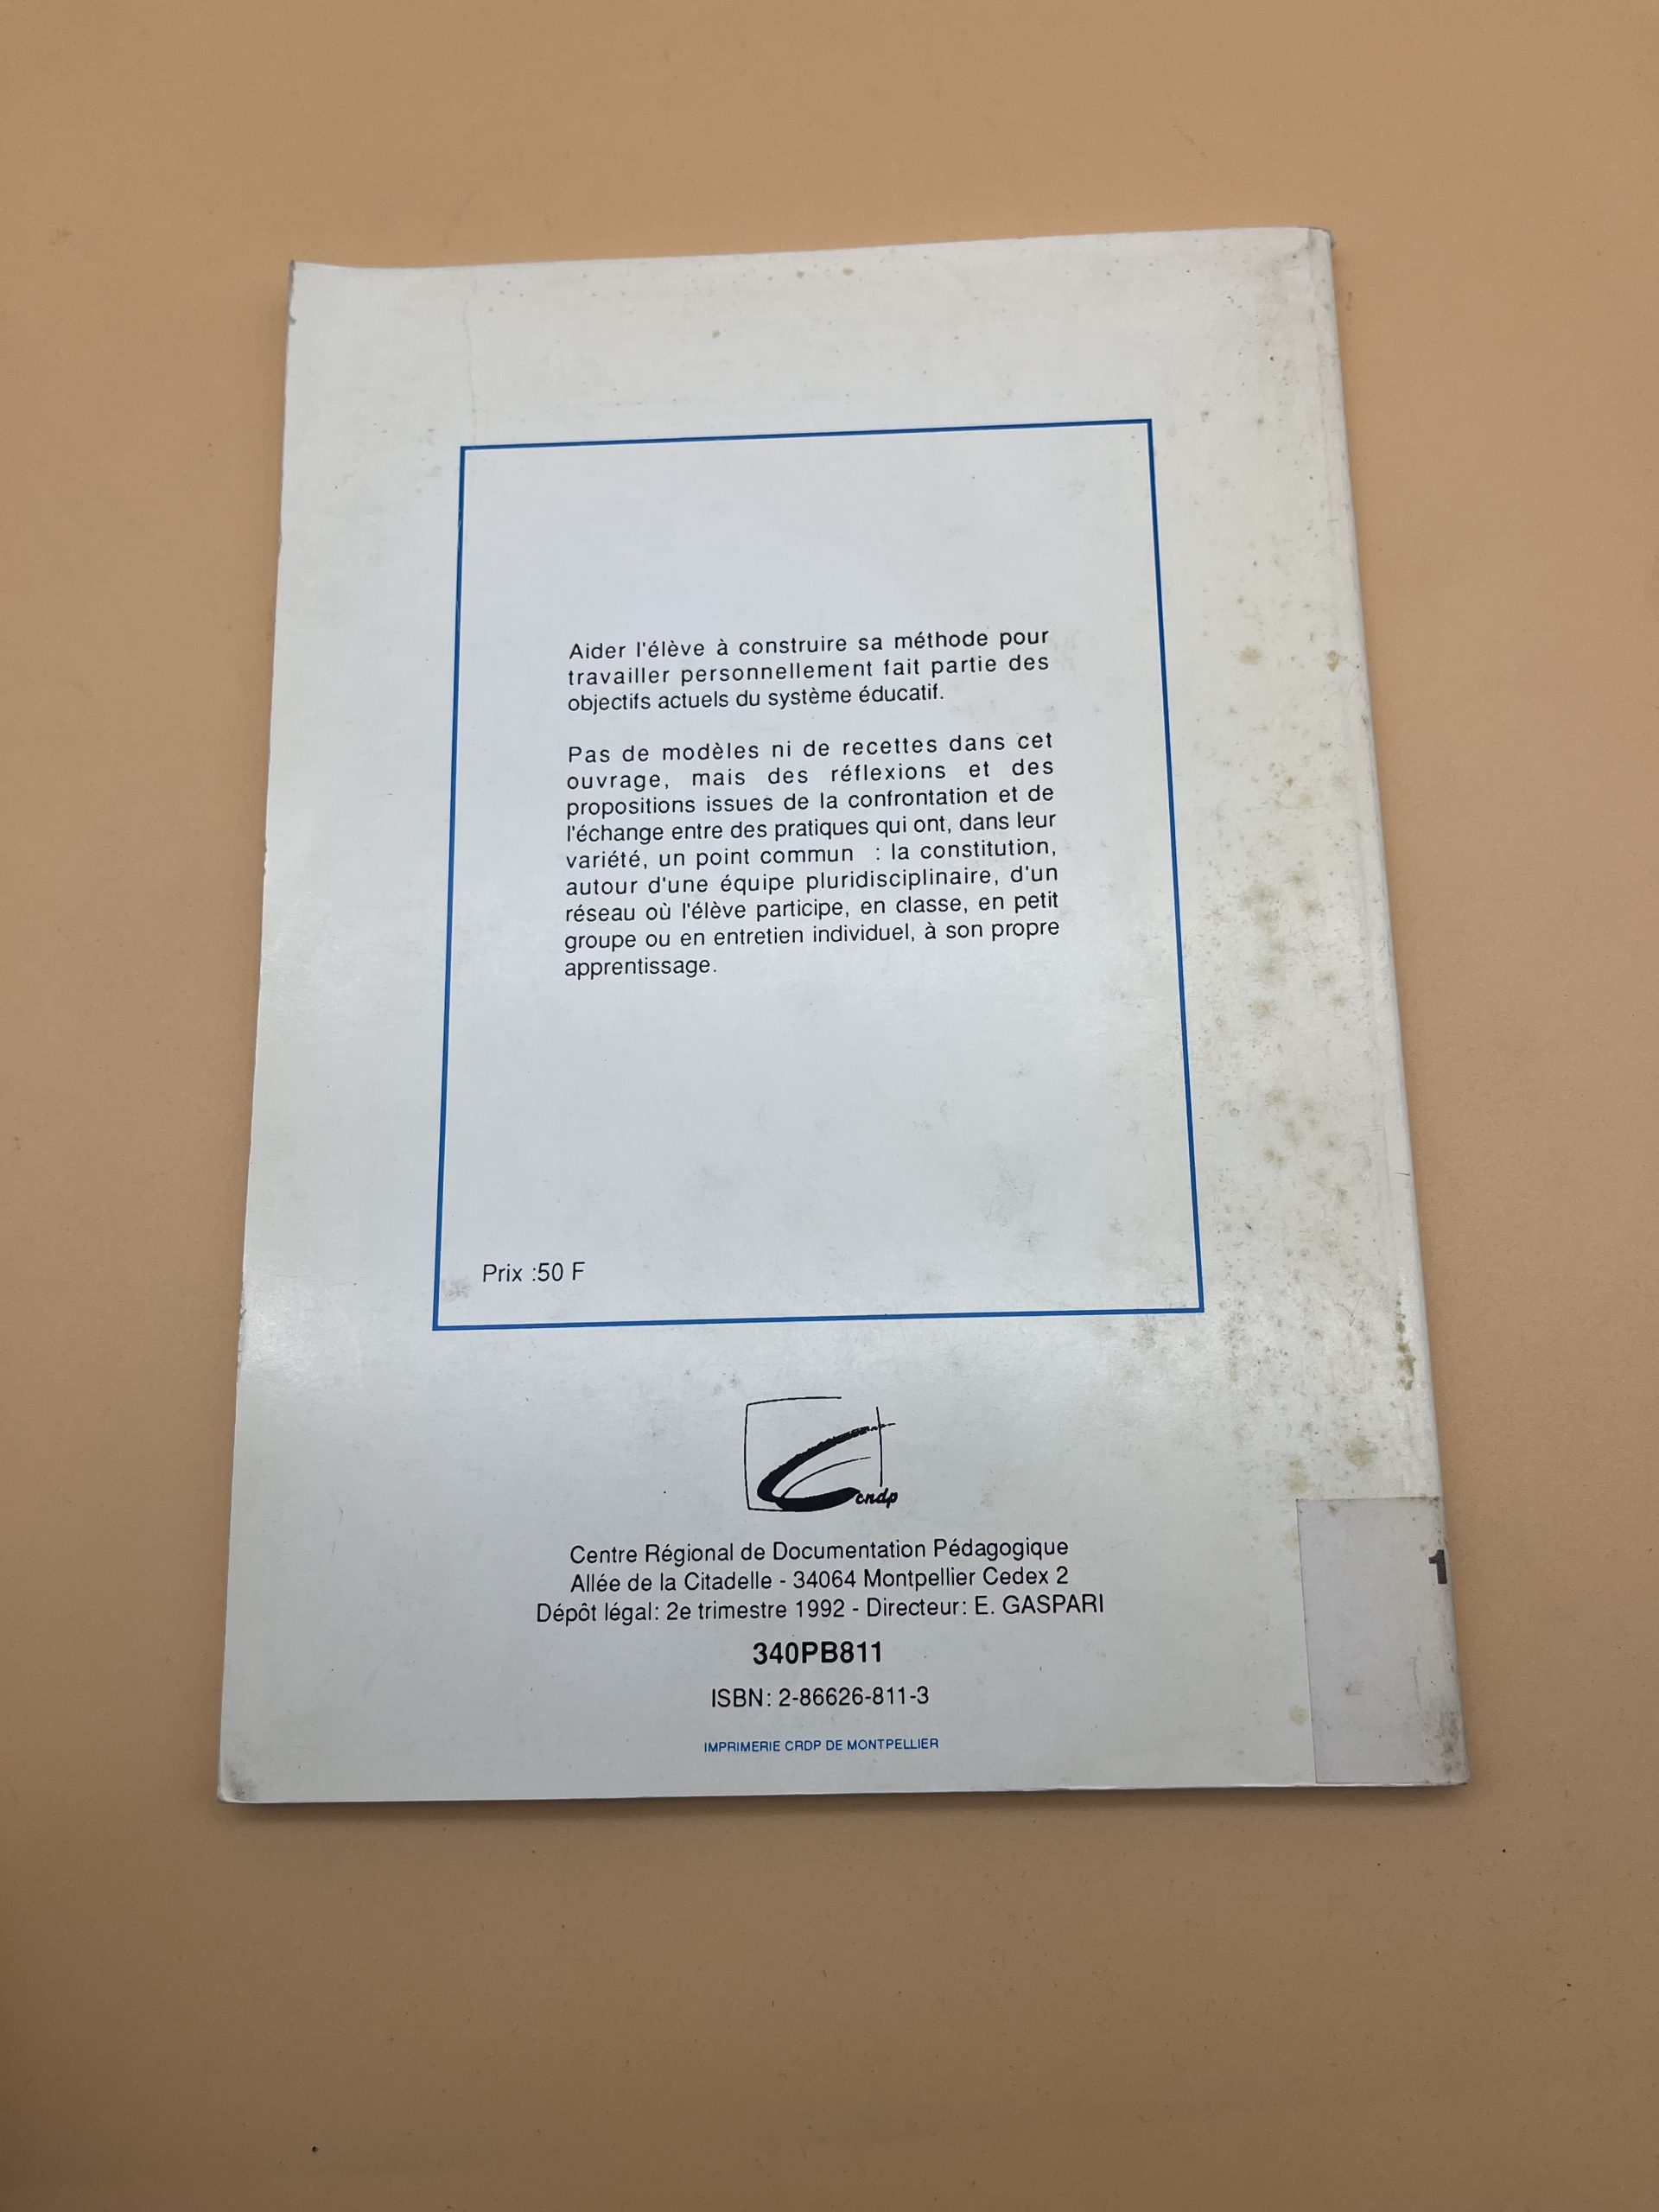 Aider l'élève à construire sa méthode pour
travailler personnellement fait partie des
objectifs actuels du système éducatif.
Pas de modèles ni de recettes dans cet
ouvrage, mais des réflexions et des
propositions issues de la confrontation et de
l'échange entre des pratiques qui ont, dans leur
variété, un point commun : la constitution,
autour d'une équipe pluridisciplinaire, d'un
réseau où l'élève participe, en classe, en petit
groupe ou en entretien individuel, à son propre
apprentissage.
Prix :50 F
cndp
Centre Régional de Documentation Pédagogique
Allée de la Citadelle - 34064 Montpellier Cedex 2
Dépôt légal: 2e trimestre 1992 - Directeur: E. GASPARI
340PB811
ISBN: 2-86626-811-3
IMPRIMERIE CRDP DE MONTPELLIER
1